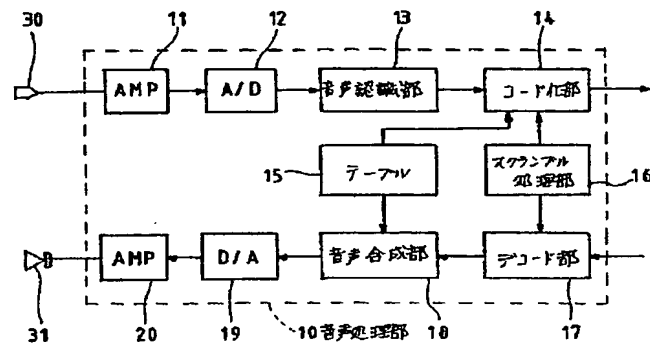 30
11
12
13
14
AMP
A/D
音声認識部
コード化部
15
テーブル
スクランブル
処理部
16
AMP
D/A
音声合成部
デコード部
31
20
19
10 音声処理部
18
17